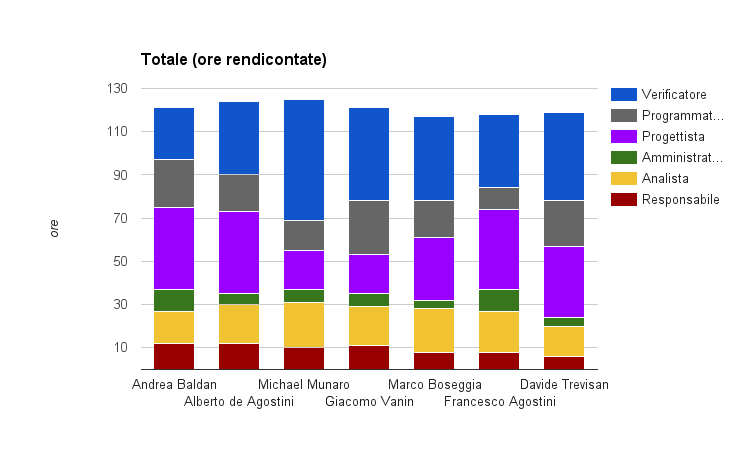 Totale (ore rendicontate)
130
110
90
70
50
30
10
ore
Verificatore
Programmat...
Progettista
Amministrat...
Analista
Responsabile
Andrea Baldan
Michael Munaro
Marco Boseggia
Davide Trevisan
Alberto de Agostini
Giacomo Vanin
Francesco Agostini